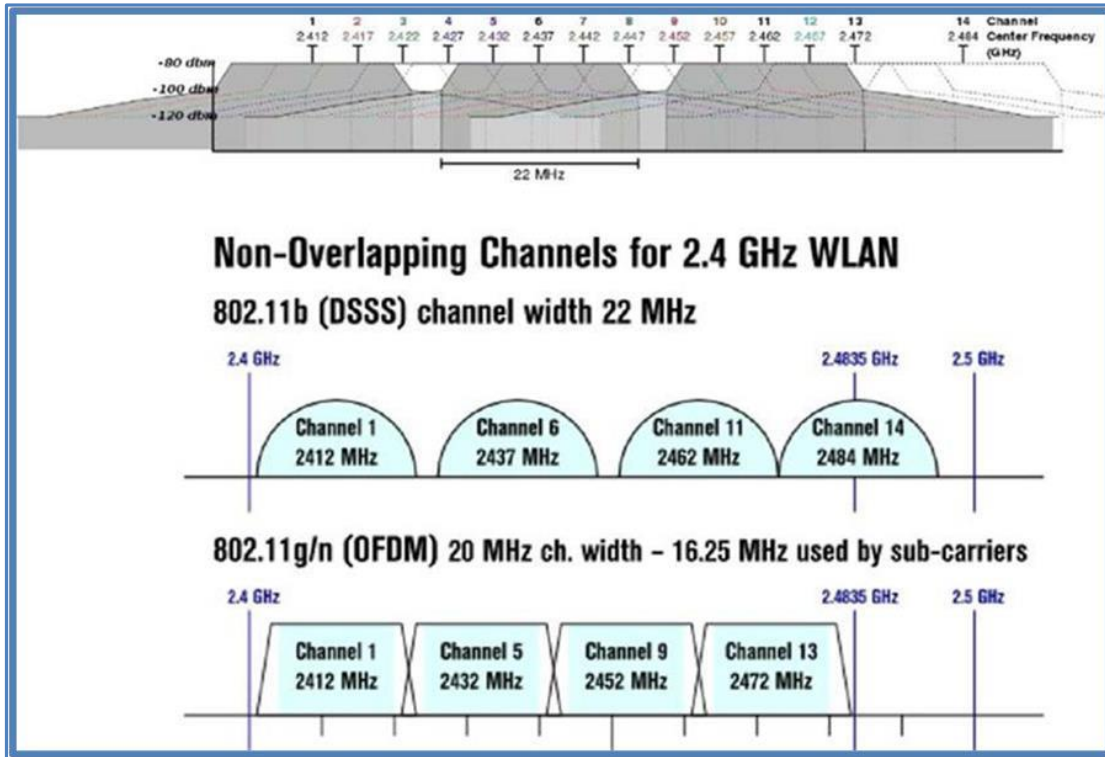 1 2 3 4 5 6 7 8 9 10 11 12 13 14 Channel
2.412 2.417 2.422 2.427 2.432 2.437 2.442 2.447 2.452 2.457 2.462 2.467 2.472 2.484 Center Frequency
(GHz)
-80 dbm
-100 dbm
-120 dbm
22 MHz
Non-Overlapping Channels for 2.4 GHz WLAN
802.11b (DSSS) channel width 22 MHz
2.4 GHz 2.4835 GHz 2.5 GHz
Channel 1 Channel 6 Channel 11 Channel 14
2412 MHz 2437 MHz 2462 MHz 2484 MHz
802.11g/n (OFDM) 20 MHz ch. width – 16.25 MHz used by sub-carriers
2.4 GHz 2.4835 GHz 2.5 GHz
Channel 1 Channel 5 Channel 9 Channel 13
2412 MHz 2432 MHz 2452 MHz 2472 MHz